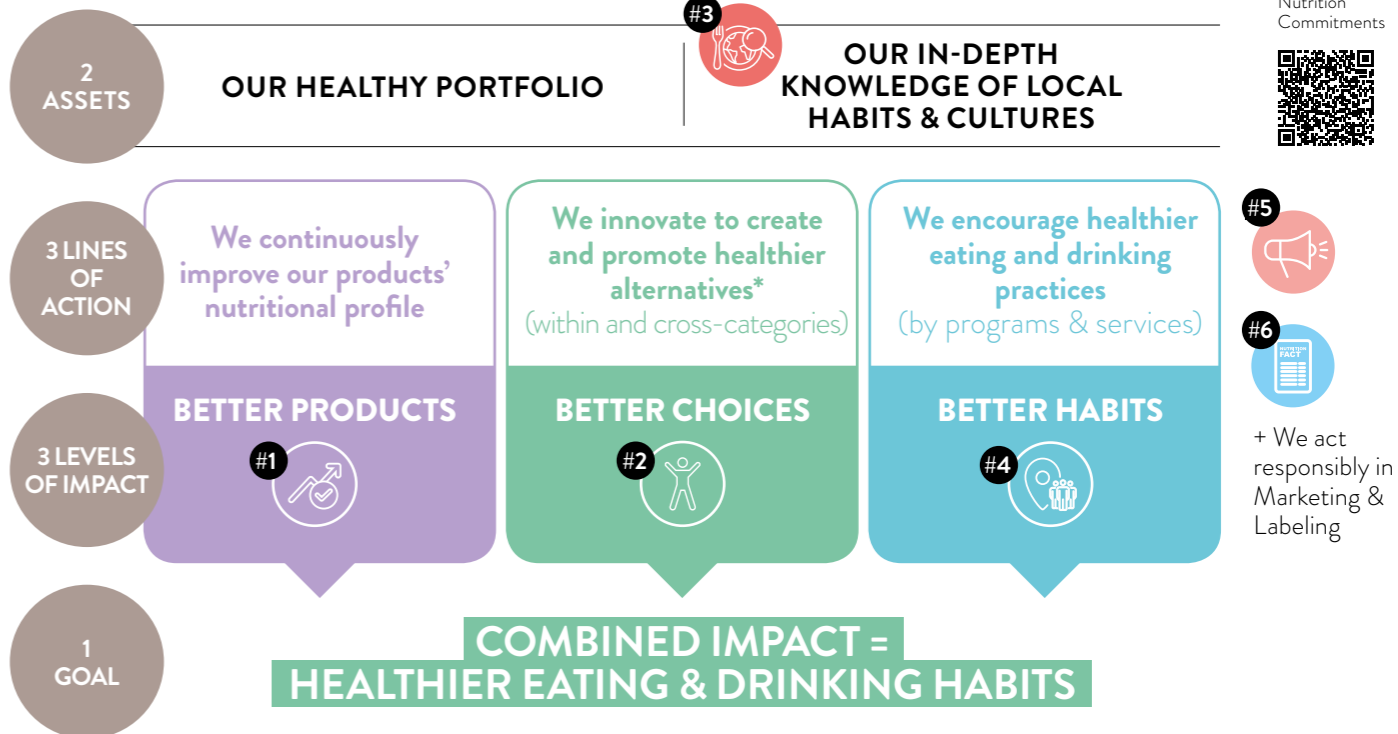 Nutrition
Commitments
2
ASSETS
OUR HEALTHY PORTFOLIO
#3
OUR IN-DEPTH
KNOWLEDGE OF LOCAL
HABITS & CULTURES
3 LINES
OF
ACTION
We continuously
improve our products’
nutritional profile
We innovate to create
and promote healthier
alternatives*
(within and cross-categories)
We encourage healthier
eating and drinking
practices
(by programs & services)
#5
#6
NUTRITION
FACT
+ We act
responsibly in
Marketing &
Labeling
3 LEVELS
OF IMPACT
BETTER PRODUCTS
#1
BETTER CHOICES
#2
BETTER HABITS
#4
1
GOAL
COMBINED IMPACT =
HEALTHIER EATING & DRINKING HABITS